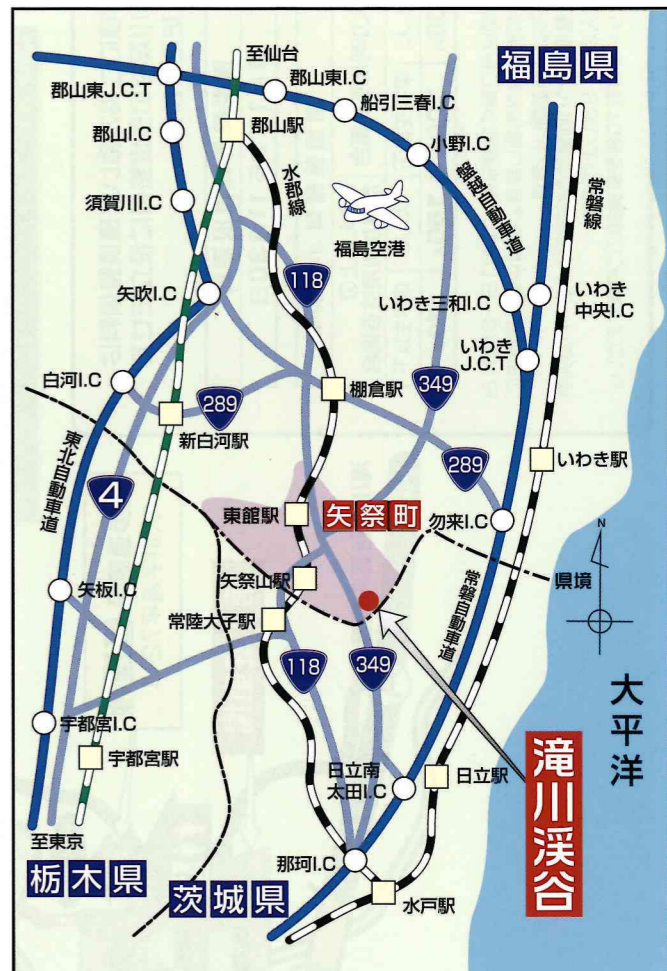 至仙台
福島県
郡山東J.C.T
郡山東I.C
船引三春I.C
郡山I.C
郡山駅
小野I.C
水郡線
磐越自動車道
常磐線
須賀川I.C
福島空港
118
矢吹I.C
いわき三和I.C
いわき
中央I.C
いわき
J.C.T
白河I.C
289
棚倉駅
349
新白河駅
東北自動車道
4
289
いわき駅
東館駅
矢祭町
勿来I.C
N
矢祭山駅
県境
矢板I.C
常陸大子駅
常磐自動車道
118
349
大平洋
宇都宮I.C
宇都宮駅
日立南
太田I.C
日立駅
滝川渓谷
至東京
那珂I.C
栃木県
茨城県
水戸駅